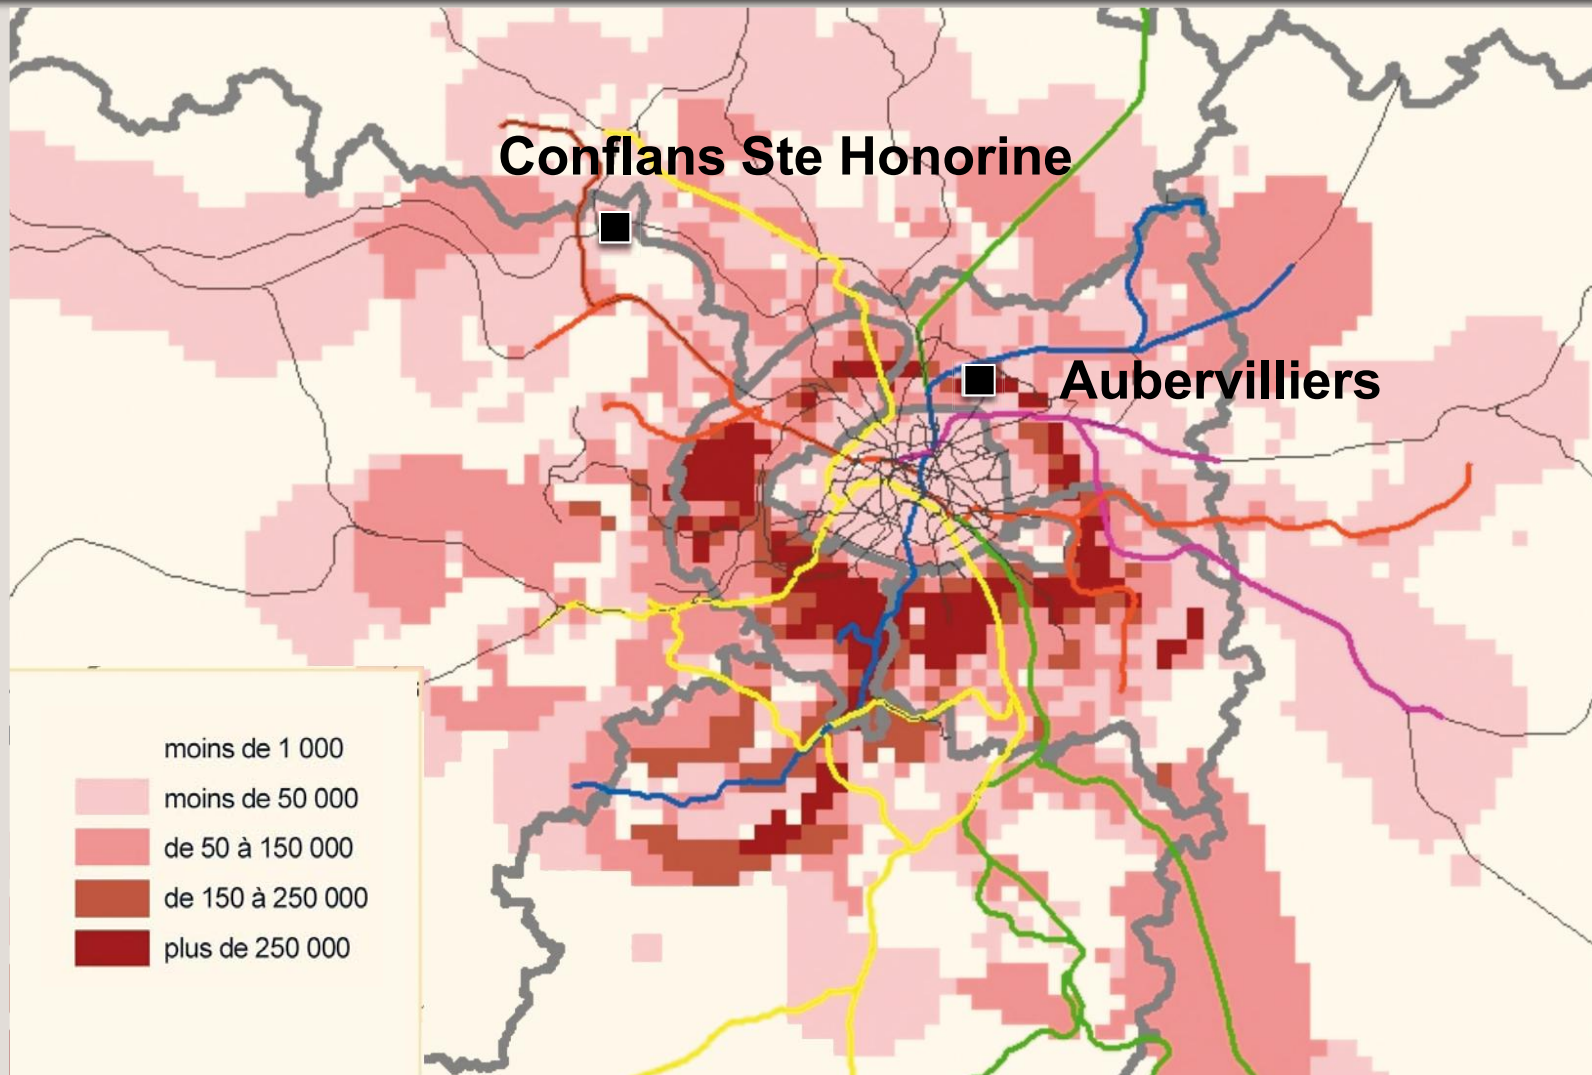 Conflans Ste Honorine
Aubervilliers
moins de 1 000
moins de 50 000
de 50 à 150 000
de 150 à 250 000
plus de 250 000